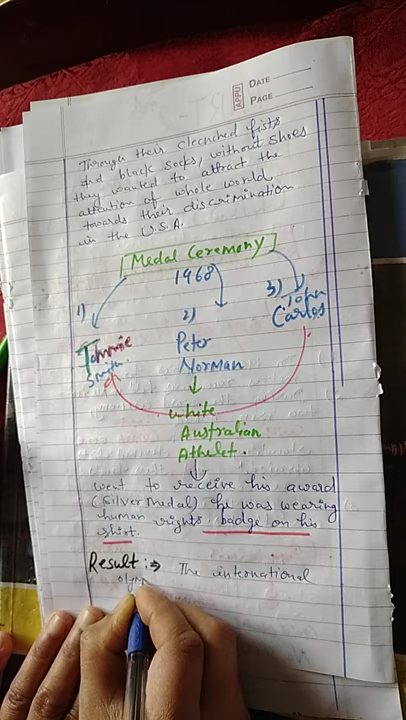 APPU
DATE
PAGE
Through their clenched fists
and black socks, without shoes
they wanted to attract the
attention of whole world
towards their discrimination
in the U.S.A.
Medal Ceremony
1968
1)
2)
3) John
Carlos
Tommie
Smith
Peter
Norman
white
Australian
Athelet.
went to receive his award
(Silver Medal) he was wearing
human rights badge on his
shirt.
Result :⇒ The international
olym